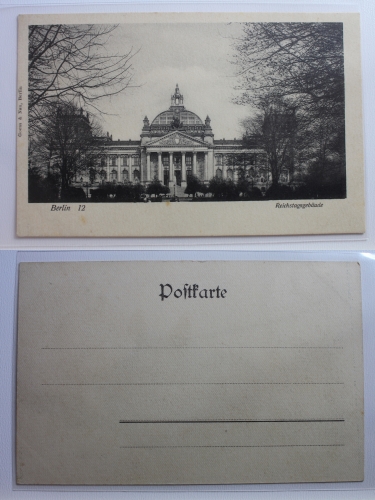 Berlin 12
Reichstagsgebäude
Postkarte